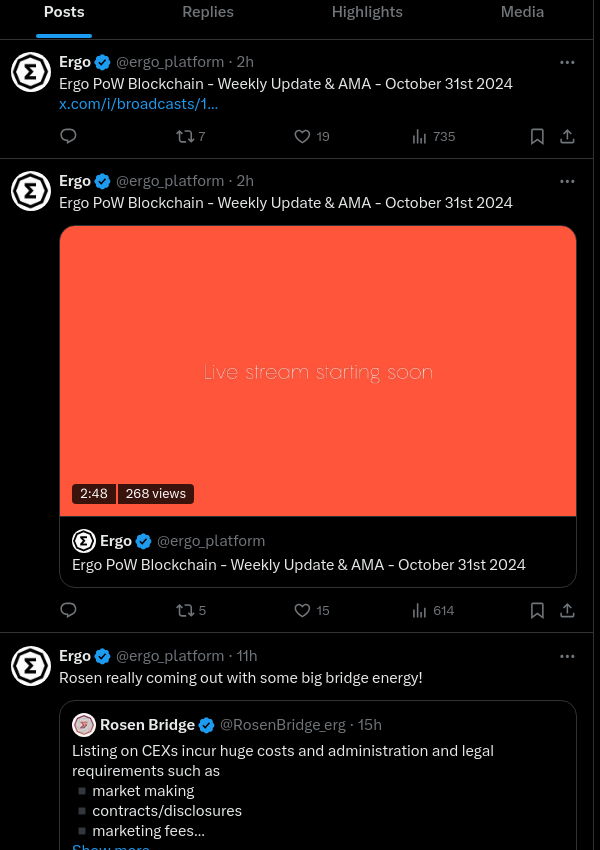 Posts Replies Highlights Media
Ergo @ergo_platform · 2h
Ergo PoW Blockchain - Weekly Update & AMA - October 31st 2024
x.com/i/broadcasts/1…
7 19 735
Ergo @ergo_platform · 2h
Ergo PoW Blockchain - Weekly Update & AMA - October 31st 2024
Live stream starting soon
2:48 268 views
Ergo @ergo_platform
Ergo PoW Blockchain - Weekly Update & AMA - October 31st 2024
5 15 614
Ergo @ergo_platform · 11h
Rosen really coming out with some big bridge energy!
Rosen Bridge @RosenBridge_erg · 15h
Listing on CEXs incur huge costs and administration and legal
requirements such as
▪ market making
▪ contracts/disclosures
▪ marketing fees…
Show more